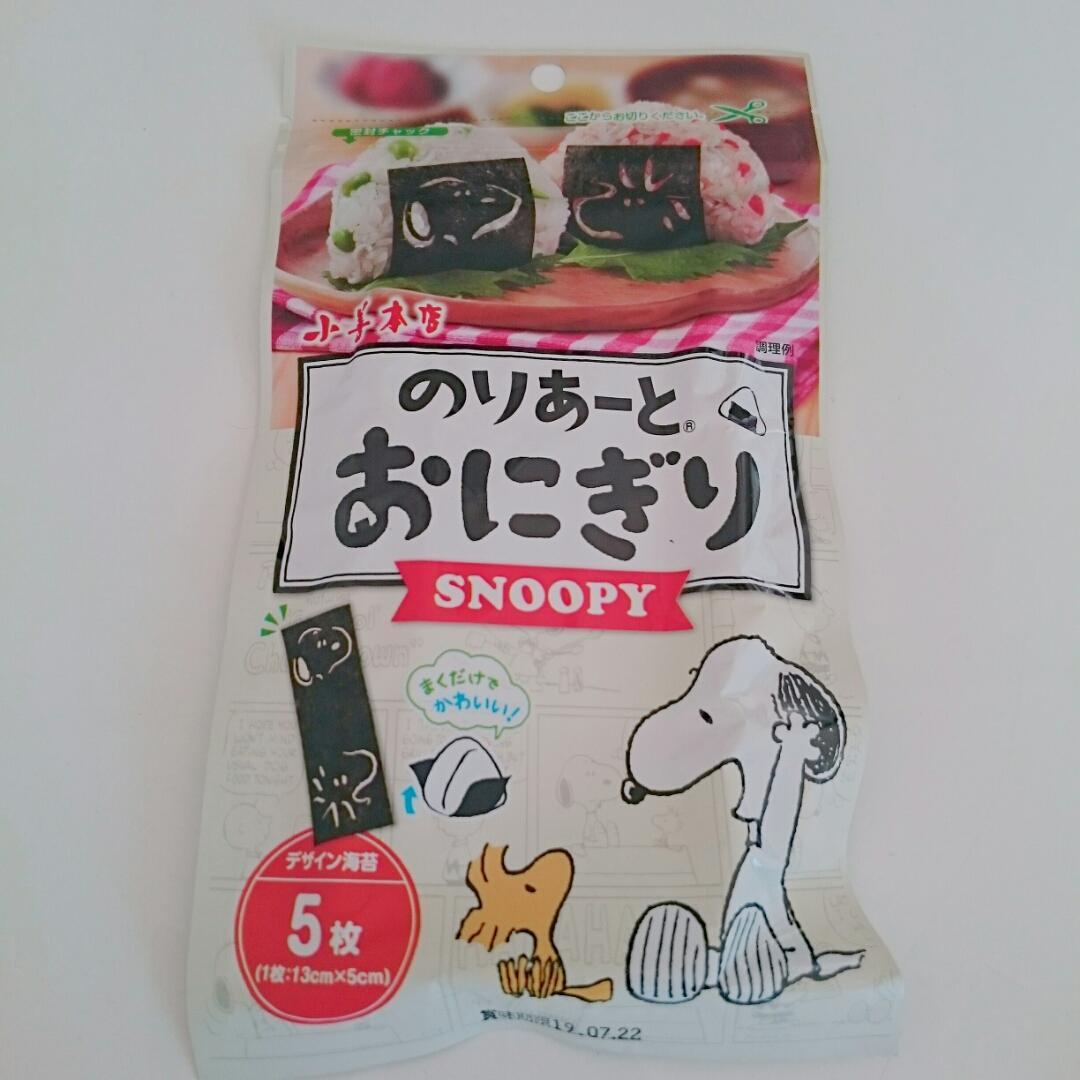 ここからお切りください。
密封チャック
小善本店
調理例
のりあーと®
おにぎり
SNOOPY
まくだけで
かわいい!
デザイン海苔
5枚
(1枚:13cm×5cm)
賞味期限19.07.22